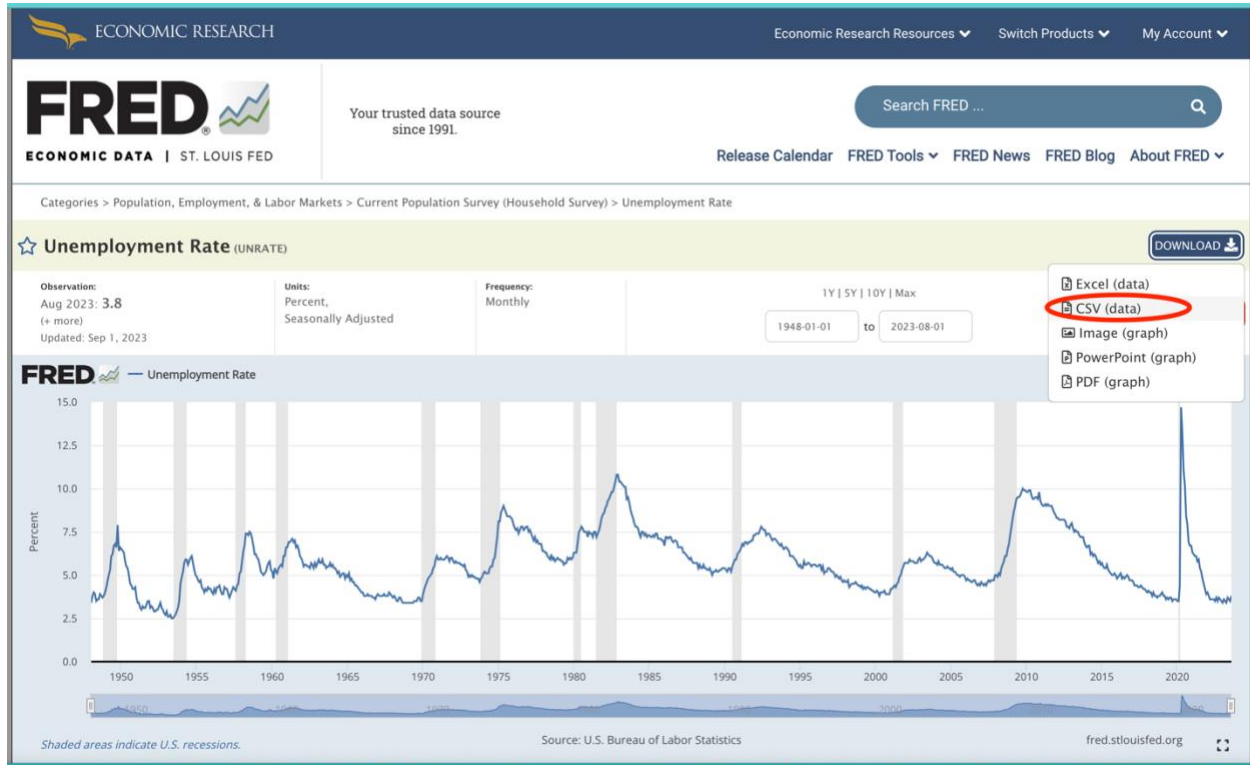 ECONOMIC RESEARCH
Economic Research Resources
Switch Products
My Account
FRED®
ECONOMIC DATA | ST. LOUIS FED
Your trusted data source
since 1991.
Search FRED ...
Release Calendar
FRED Tools
FRED News
FRED Blog
About FRED
Categories > Population, Employment, & Labor Markets > Current Population Survey (Household Survey) > Unemployment Rate
Unemployment Rate (UNRATE)
DOWNLOAD
Excel (data)
CSV (data)
Image (graph)
PowerPoint (graph)
PDF (graph)
Observation:
Aug 2023: 3.8
(+ more)
Updated: Sep 1, 2023
Units:
Percent,
Seasonally Adjusted
Frequency:
Monthly
1Y | 5Y | 10Y | Max
1948-01-01 to 2023-08-01
FRED Unemployment Rate
15.0
12.5
10.0
7.5
5.0
2.5
0.0
Percent
1950 1955 1960 1965 1970 1975 1980 1985 1990 1995 2000 2005 2010 2015 2020
1950
2000
Shaded areas indicate U.S. recessions.
Source: U.S. Bureau of Labor Statistics
fred.stlouisfed.org